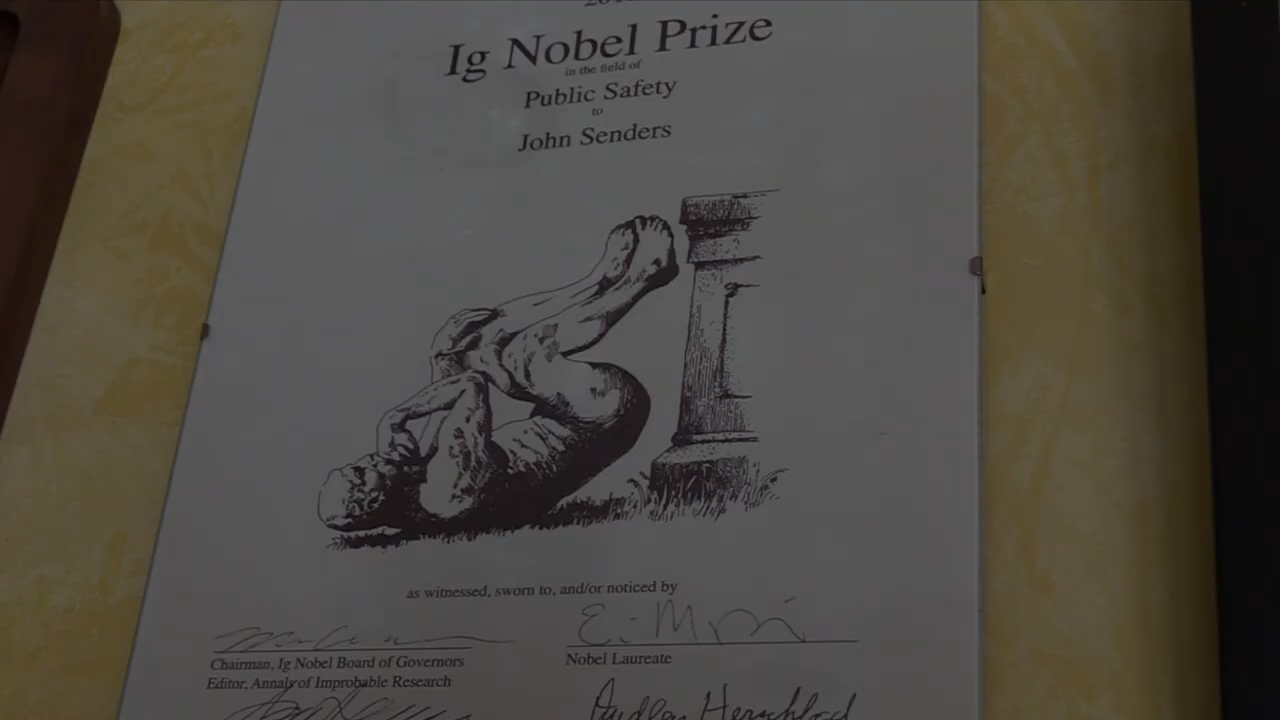 Ig Nobel Prize
in the field of
Public Safety
to
John Senders
as witnessed, sworn to, and/or noticed by
Chairman, Ig Nobel Board of Governors
Editor, Annals of Improbable Research
Nobel Laureate